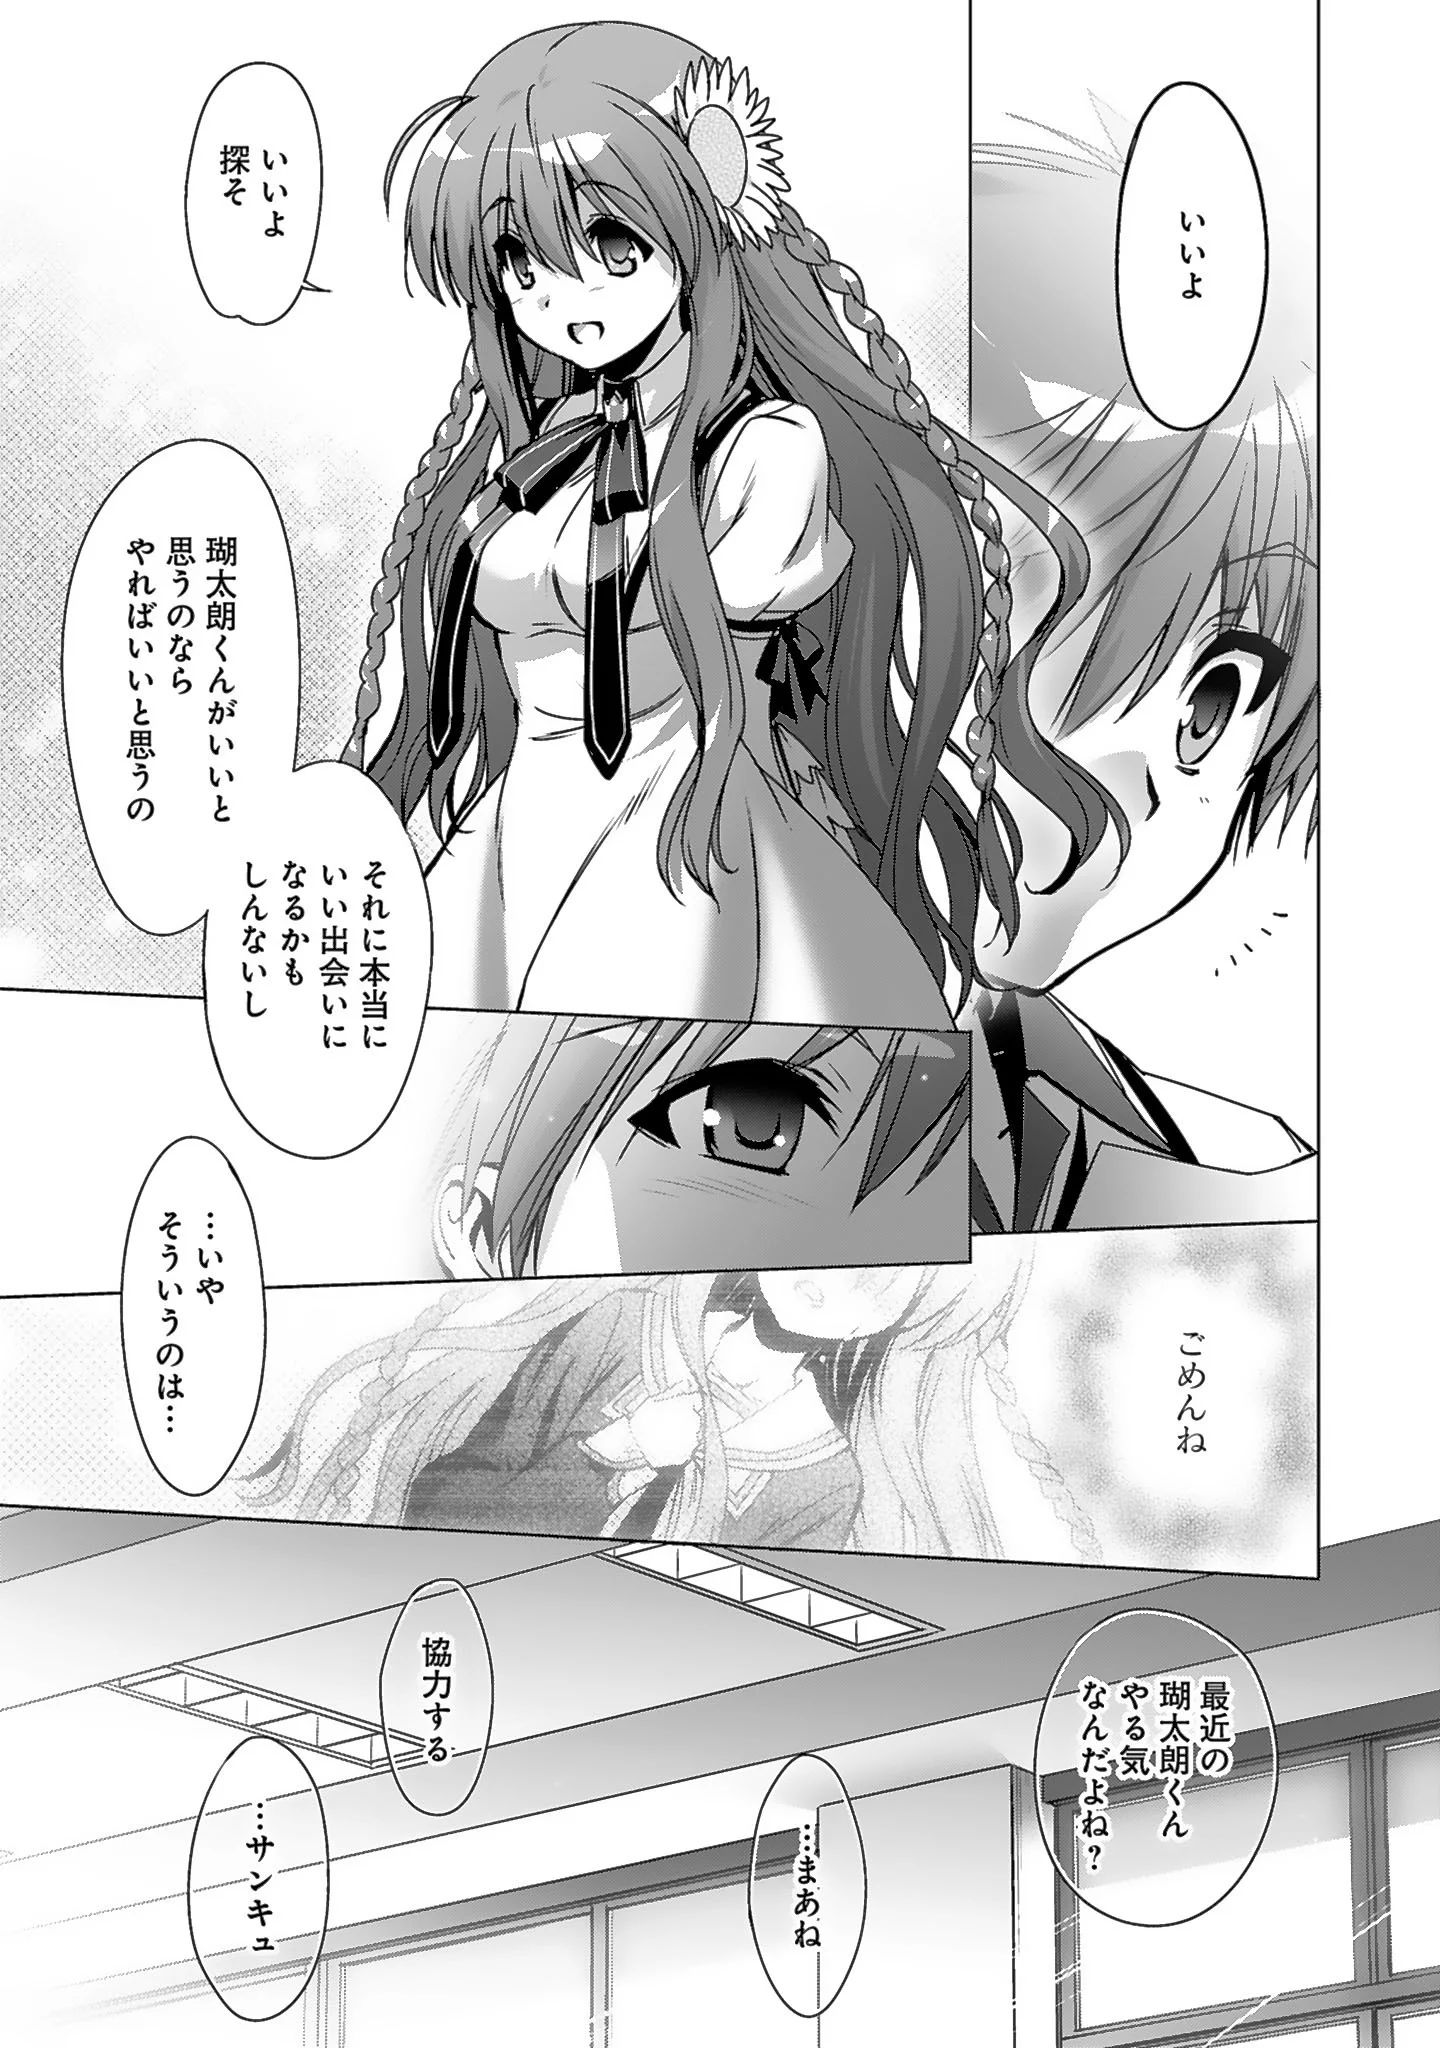 いいよ
いいよ
探そ
瑚太朗くんがいいと
思うのなら
やればいいと思うの
それに本当に
いい出会いに
なるかも
しんないし
ごめんね
…いや
そういうのは…
最近の
瑚太朗くん
やる気
なんだよね?
…まあね
協力する
…サンキュ